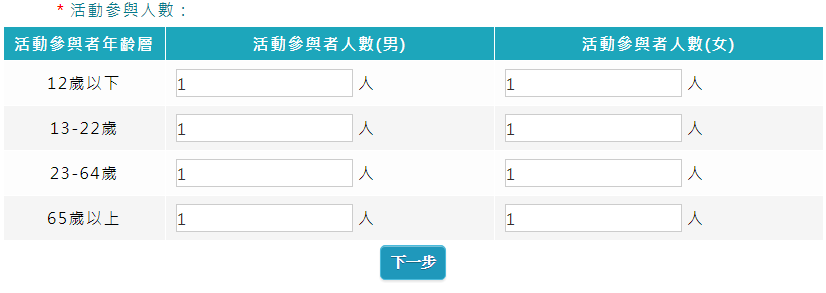 * 活動參與人數：
活動參與者年齡層 活動參與者人數(男) 活動參與者人數(女)
12歲以下 1 人 1 人
13-22歲 1 人 1 人
23-64歲 1 人 1 人
65歲以上 1 人 1 人
下一步